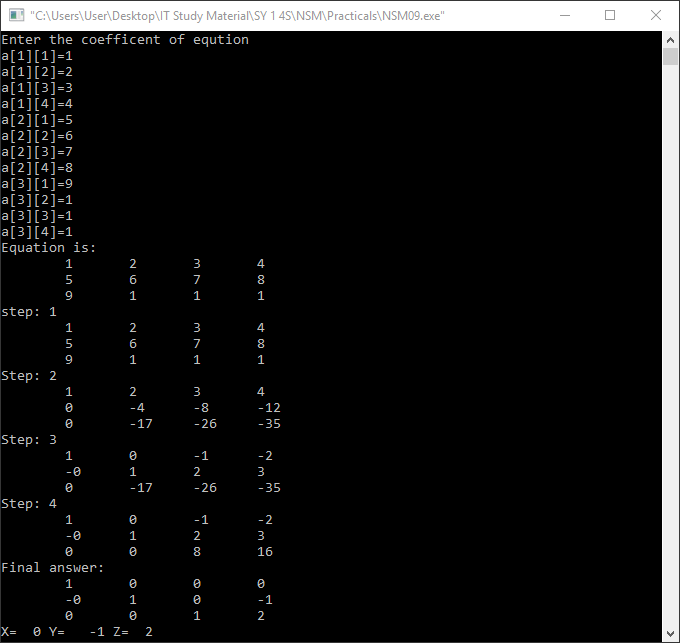 "C:\Users\User\Desktop\IT Study Material\SY 1 4S\NSM\Practicals\NSM09.exe"
Enter the coefficent of eqution
a[1][1]=1
a[1][2]=2
a[1][3]=3
a[1][4]=4
a[2][1]=5
a[2][2]=6
a[2][3]=7
a[2][4]=8
a[3][1]=9
a[3][2]=1
a[3][3]=1
a[3][4]=1
Equation is:
1 2 3 4
5 6 7 8
9 1 1 1
step: 1
1 2 3 4
5 6 7 8
9 1 1 1
Step: 2
1 2 3 4
0 -4 -8 -12
0 -17 -26 -35
Step: 3
1 0 -1 -2
-0 1 2 3
0 -17 -26 -35
Step: 4
1 0 -1 -2
-0 1 2 3
0 0 8 16
Final answer:
1 0 0 0
-0 1 0 -1
0 0 1 2
X=  0 Y=   -1 Z=  2